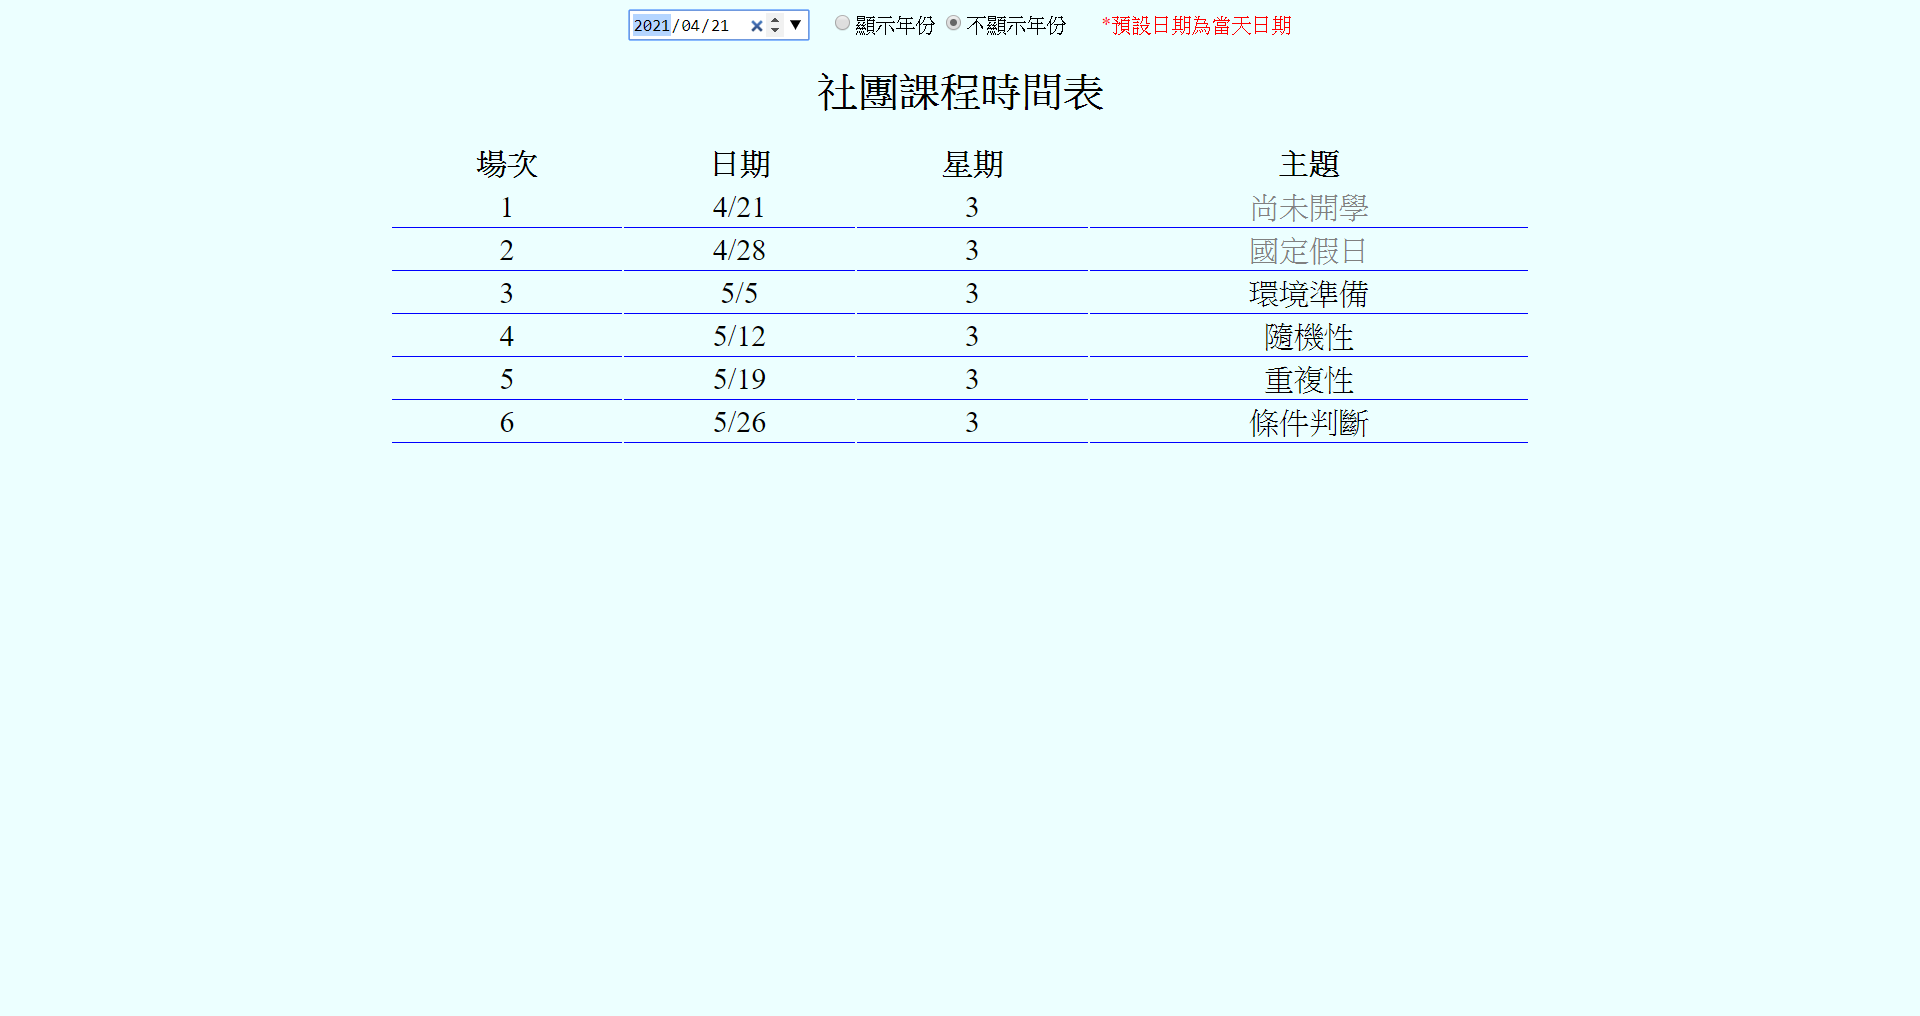 2021/04/21 顯示年份 不顯示年份 *預設日期為當天日期
社團課程時間表
場次 日期 星期 主題
1 4/21 3 尚未開學
2 4/28 3 國定假日
3 5/5 3 環境準備
4 5/12 3 隨機性
5 5/19 3 重複性
6 5/26 3 條件判斷